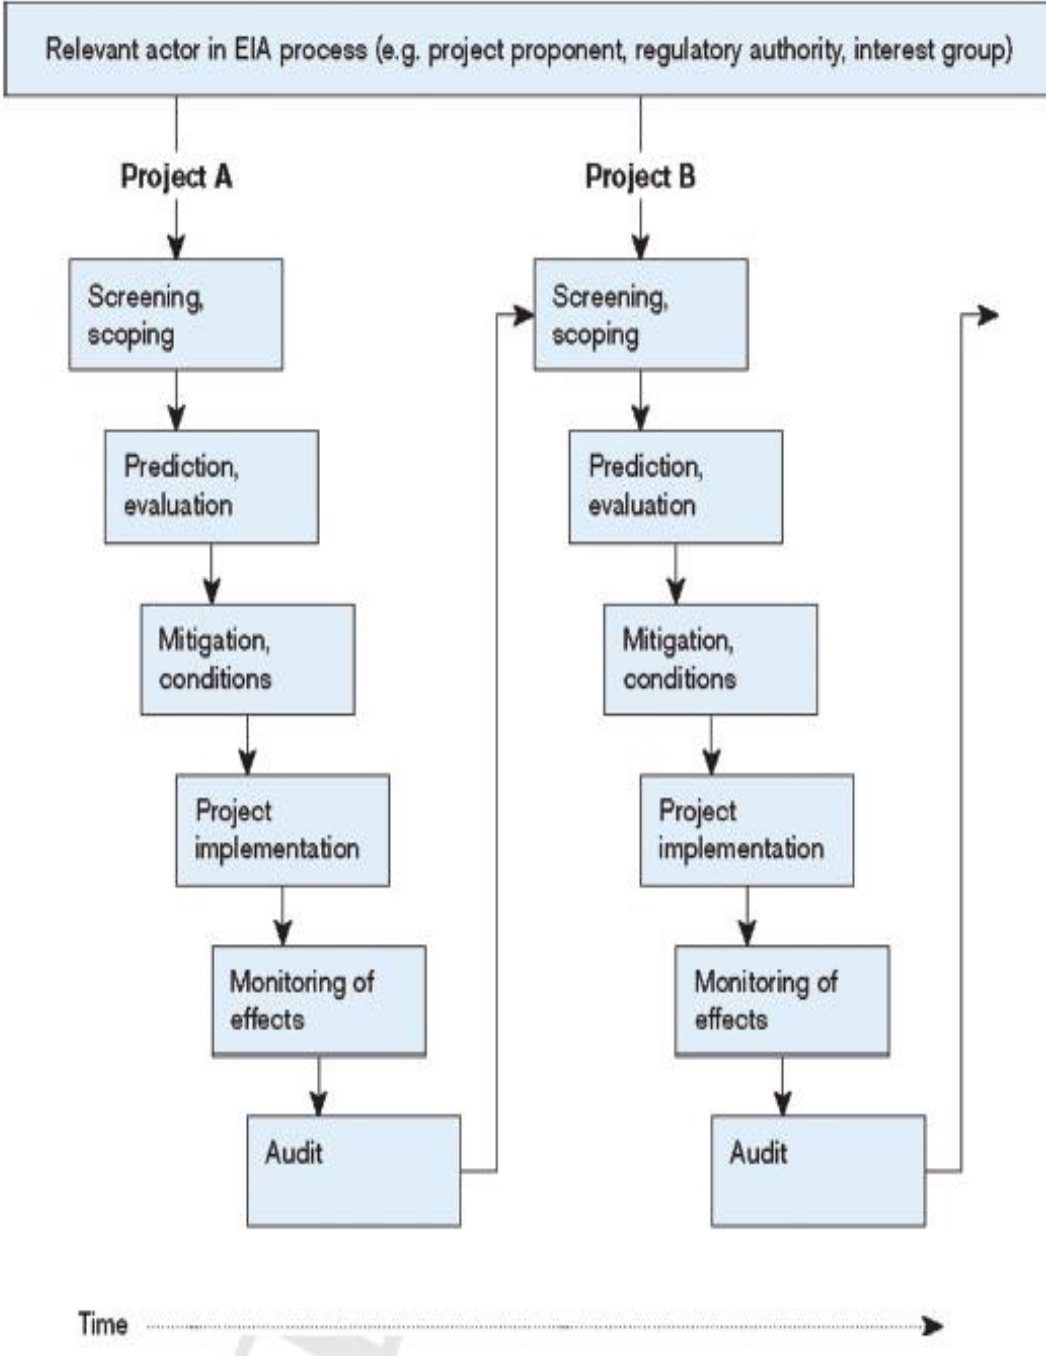 Relevant actor in EIA process (e.g. project proponent, regulatory authority, interest group)
Project A
Screening,
scoping
Prediction,
evaluation
Mitigation,
conditions
Project
implementation
Monitoring of
effects
Audit
Project B
Screening,
scoping
Prediction,
evaluation
Mitigation,
conditions
Project
implementation
Monitoring of
effects
Audit
Time